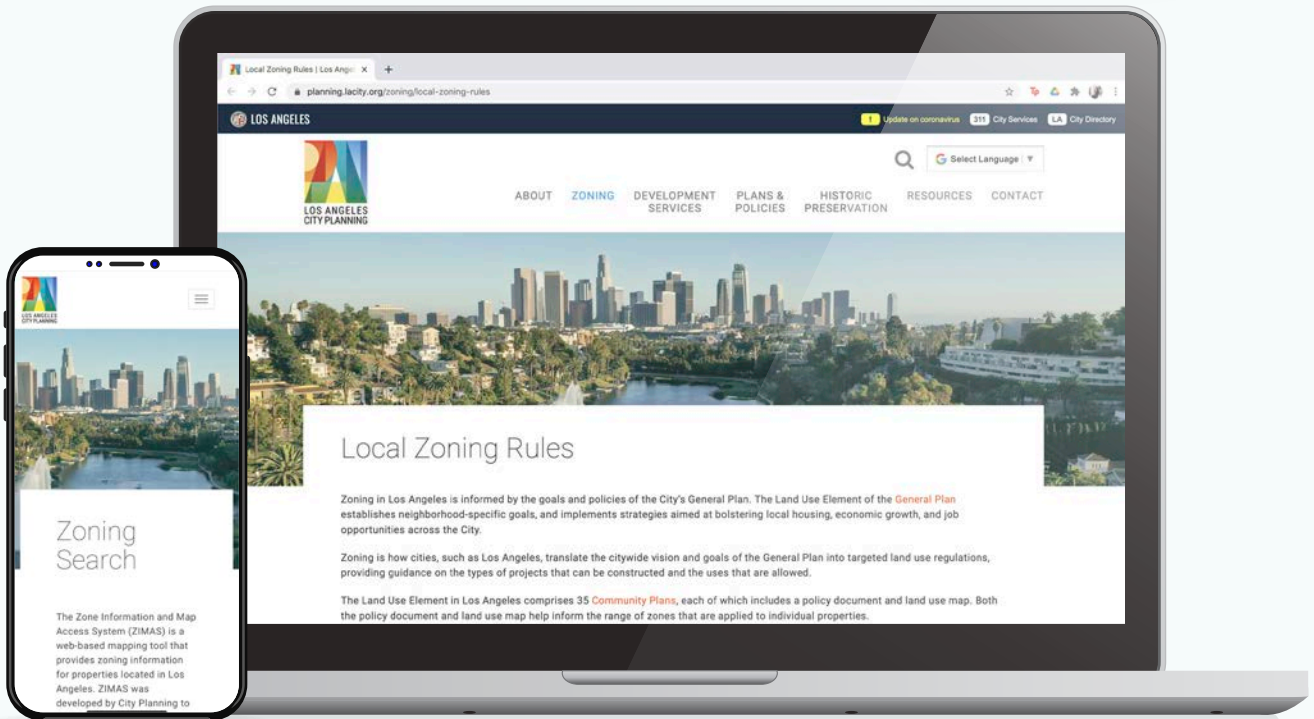 Local Zoning Rules | Los Ange
planning.lacity.org/zoning/local-zoning-rules
LOS ANGELES
! Update on coronavirus 311 City Services LA City Directory
LOS ANGELES
CITY PLANNING
Select Language ▼
ABOUT ZONING DEVELOPMENT SERVICES PLANS & POLICIES HISTORIC PRESERVATION RESOURCES CONTACT
Local Zoning Rules
Zoning in Los Angeles is informed by the goals and policies of the City's General Plan. The Land Use Element of the General Plan
establishes neighborhood-specific goals, and implements strategies aimed at bolstering local housing, economic growth, and job
opportunities across the City.
Zoning is how cities, such as Los Angeles, translate the citywide vision and goals of the General Plan into targeted land use regulations,
providing guidance on the types of projects that can be constructed and the uses that are allowed.
The Land Use Element in Los Angeles comprises 35 Community Plans, each of which includes a policy document and land use map. Both
the policy document and land use map help inform the range of zones that are applied to individual properties.
LOS ANGELES
CITY PLANNING
Zoning
Search
The Zone Information and Map
Access System (ZIMAS) is a
web-based mapping tool that
provides zoning information
for properties located in Los
Angeles. ZIMAS was
developed by City Planning to